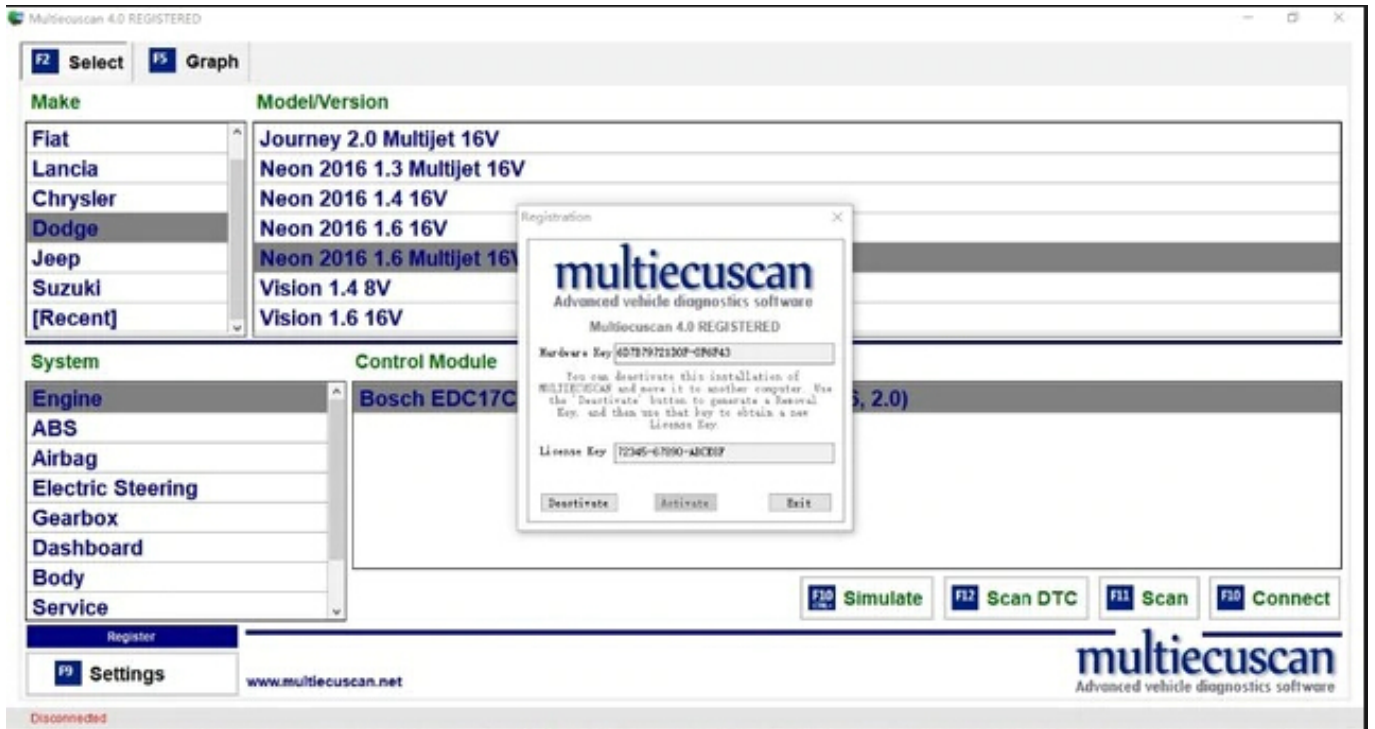 Multiecuscan 4.0 REGISTERED
F2 Select F5 Graph
Make Model/Version
Fiat Journey 2.0 Multijet 16V
Lancia Neon 2016 1.3 Multijet 16V
Chrysler Neon 2016 1.4 16V
Dodge Neon 2016 1.6 16V
Jeep Neon 2016 1.6 Multijet 16V
Suzuki Vision 1.4 8V
[Recent] Vision 1.6 16V
System Control Module
Engine Bosch EDC17C 6, 2.0)
ABS
Airbag
Electric Steering
Gearbox
Dashboard
Body
Service
Registration
multiecuscan
Advanced vehicle diagnostics software
Multiecuscan 4.0 REGISTERED
Hardware Key
You can deactivate this installation of
MULTIECUSCAN and move it to another computer. Use
the 'Deactivate' button to generate a Removal
Key, and then use that key to obtain a new
License Key.
License Key 72345-67890-ABCDEF
Deactivate Activate Exit
F10 Simulate F12 Scan DTC F11 Scan F10 Connect
Register
F9 Settings
www.multiecuscan.net
multiecuscan
Advanced vehicle diagnostics software
Disconnected